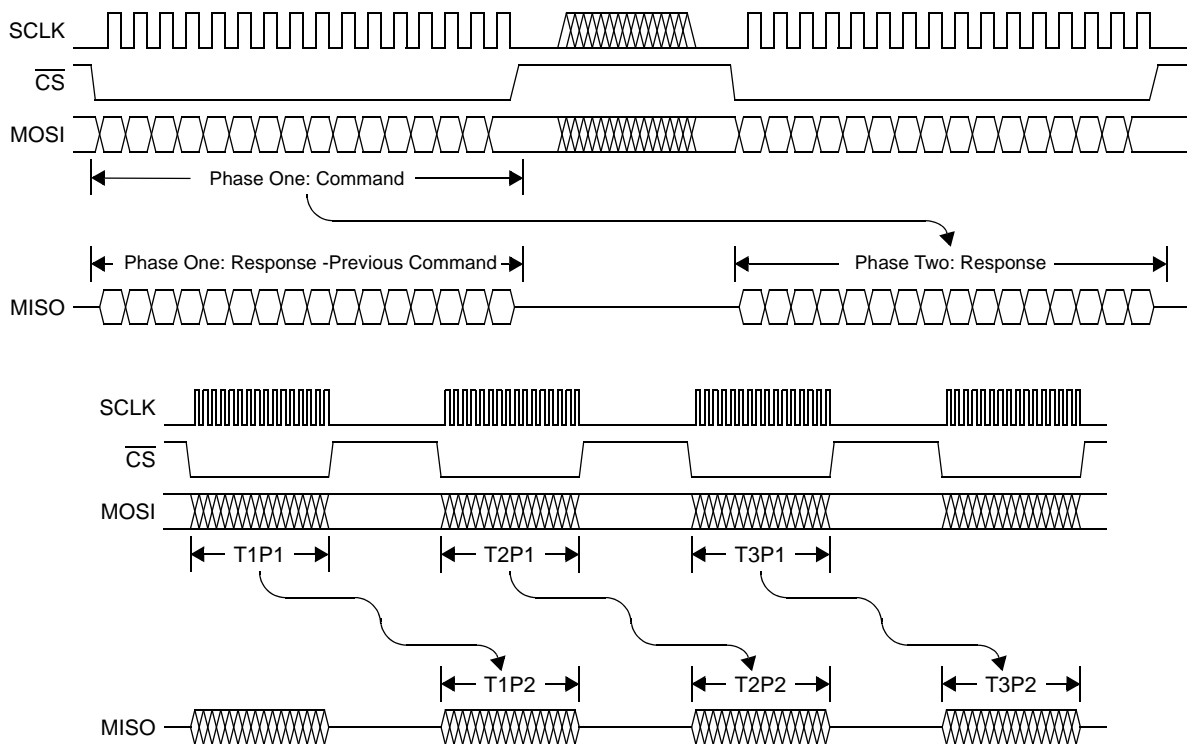 SCLK
CS
MOSI
Phase One: Command
Phase One: Response -Previous Command
Phase Two: Response
MISO
SCLK
CS
MOSI
T1P1 T2P1 T3P1
T1P2 T2P2 T3P2
MISO